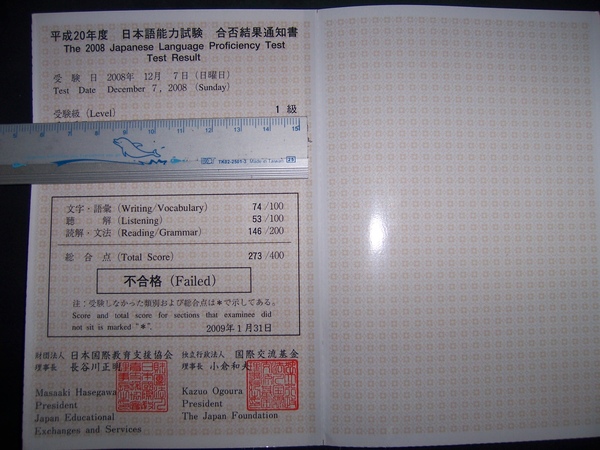 平成20年度 日本語能力試験 合否結果通知書
The 2008 Japanese Language Proficiency Test
Test Result
受 験 日 2008年 12月 7日(日曜日)
Test Date December 7, 2008 (Sunday)
受験級(Level) 1 級
文字・語彙(Writing/Vocabulary) 74/100
聴 解(Listening) 53/100
読解・文法(Reading/Grammar) 146/200
総 合 点(Total Score) 273/400
不合格(Failed)
注:受験しなかった類別および総合点は*で示してある。
Score and total score for sections that examinee did
not sit is marked "*".
2009年1月31日
財団法人 日本国際教育支援協会
理事長 長谷川正明
Masaaki Hasegawa
President
Japan Educational
Exchanges and Services
独立行政法人 国際交流基金
理事長 小倉和夫
Kazuo Ogoura
President
The Japan Foundation